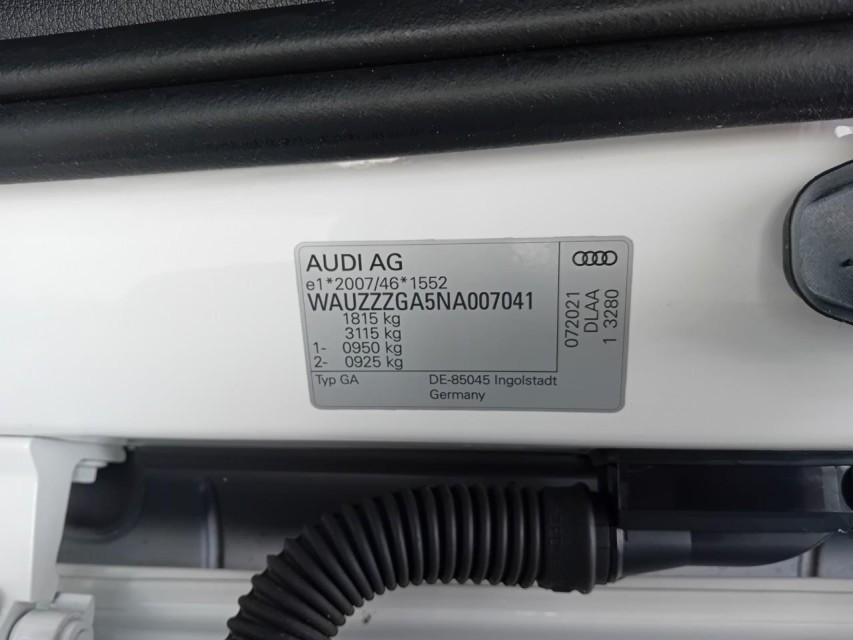 AUDI AG
e1*2007/46*1552
WAUZZZGA5NA007041
1815 kg
3115 kg
1- 0950 kg
2- 0925 kg
Typ GA
DE-85045 Ingolstadt
Germany
072021
DLAA
1 3280